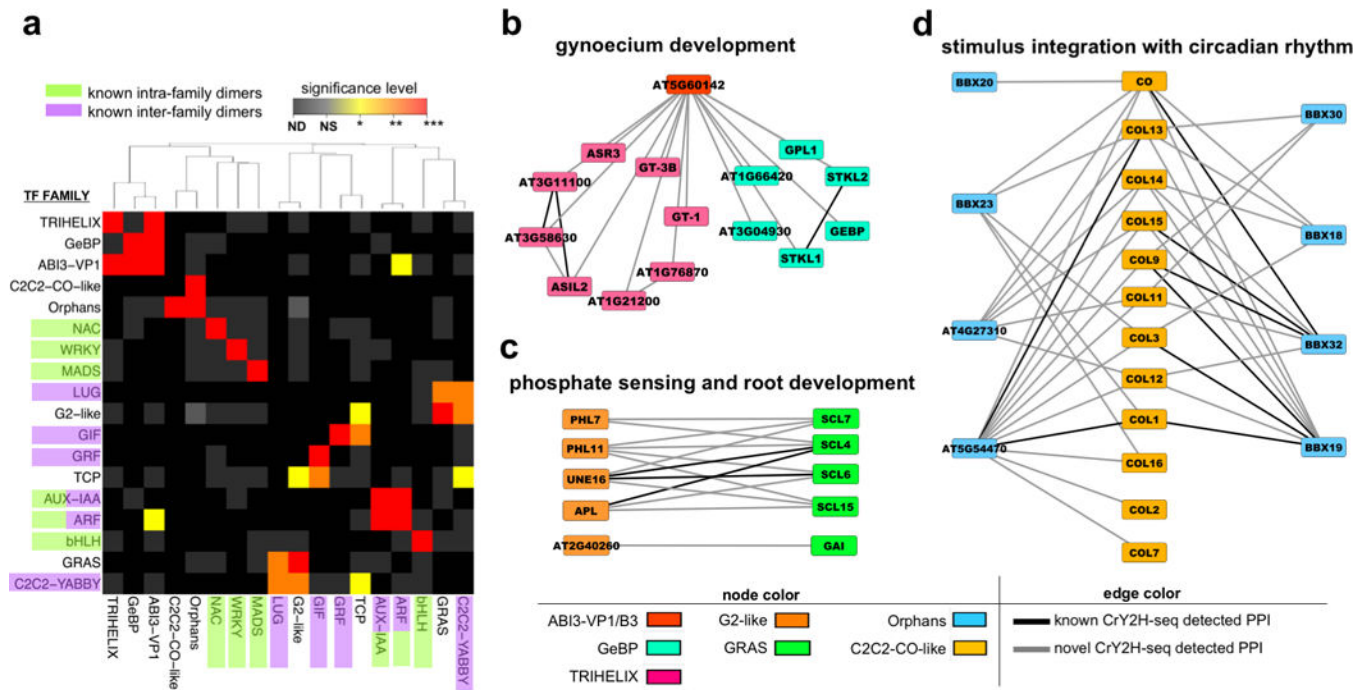 a
known intra-family dimers
known inter-family dimers
significance level
ND NS * ** ***
TF FAMILY
TRIHELIX
GeBP
ABI3-VP1
C2C2-CO-like
Orphans
NAC
WRKY
MADS
LUG
G2-like
GIF
GRF
TCP
AUX-IAA
ARF
bHLH
GRAS
C2C2-YABBY
TRIHELIX
GeBP
ABI3-VP1
C2C2-CO-like
Orphans
NAC
WRKY
MADS
LUG
G2-like
GIF
GRF
TCP
AUX-IAA
ARF
bHLH
GRAS
C2C2-YABBY
b
gynoecium development
AT5G60142
ASR3
GT-3B
GPL1
AT3G11100
AT1G66420
STKL2
GT-1
AT3G58630
AT3G04930
GEBP
STKL1
AT1G76870
ASIL2
AT1G21200
c
phosphate sensing and root development
PHL7
SCL7
PHL11
SCL4
UNE16
SCL6
APL
SCL15
AT2G40260
GAI
d
stimulus integration with circadian rhythm
BBX20
CO
BBX30
COL13
COL14
BBX23
COL15
BBX18
COL9
COL11
AT4G27310
COL3
BBX32
COL12
COL1
AT5G54470
BBX19
COL16
COL2
COL7
node color
ABI3-VP1/B3
G2-like
Orphans
GeBP
GRAS
C2C2-CO-like
TRIHELIX
edge color
known CrY2H-seq detected PPI
novel CrY2H-seq detected PPI